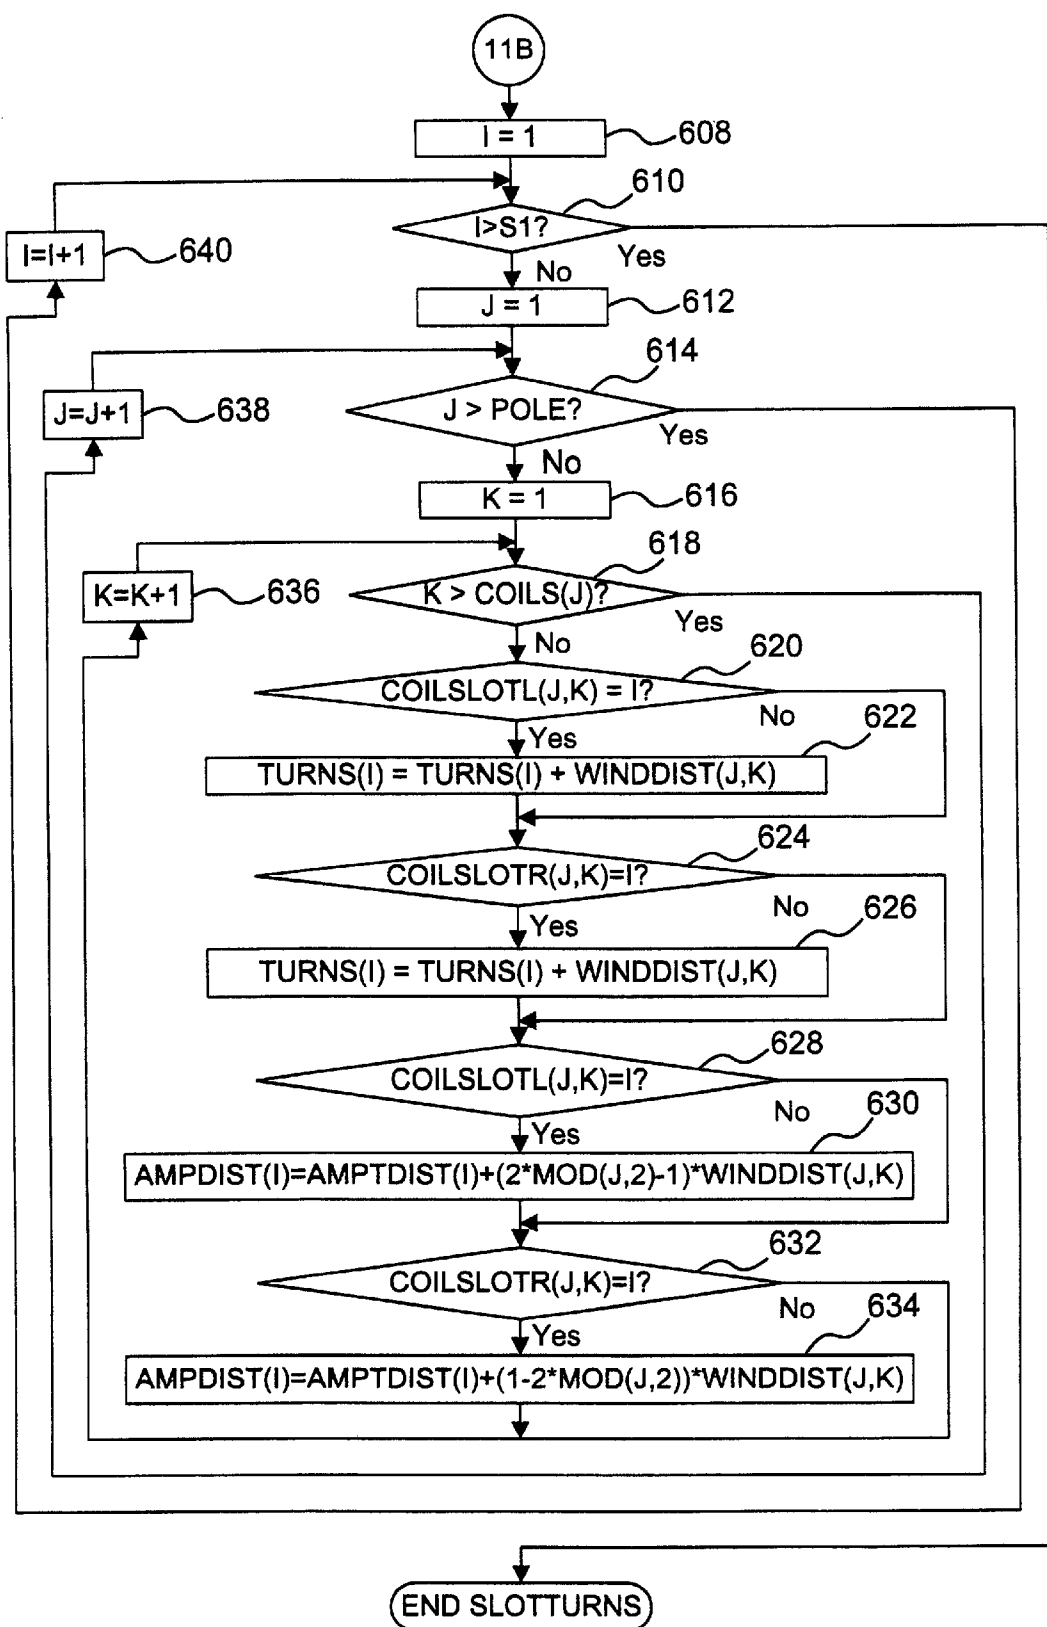 11B
I = 1
608
610
I>S1?
Yes
I=I+1
640
No
J = 1
612
614
J=J+1
638
J > POLE?
Yes
No
K = 1
616
618
K=K+1
636
K > COILS(J)?
Yes
No
620
COILSLOTL(J,K) = I?
No
622
Yes
TURNS(I) = TURNS(I) + WINDDIST(J,K)
624
COILSLOTR(J,K)=I?
No
626
Yes
TURNS(I) = TURNS(I) + WINDDIST(J,K)
628
COILSLOTL(J,K)=I?
No
630
Yes
AMPDIST(I)=AMPTDIST(I)+(2*MOD(J,2)-1)*WINDDIST(J,K)
632
COILSLOTR(J,K)=I?
No
634
Yes
AMPDIST(I)=AMPTDIST(I)+(1-2*MOD(J,2))*WINDDIST(J,K)
END SLOTTURNS